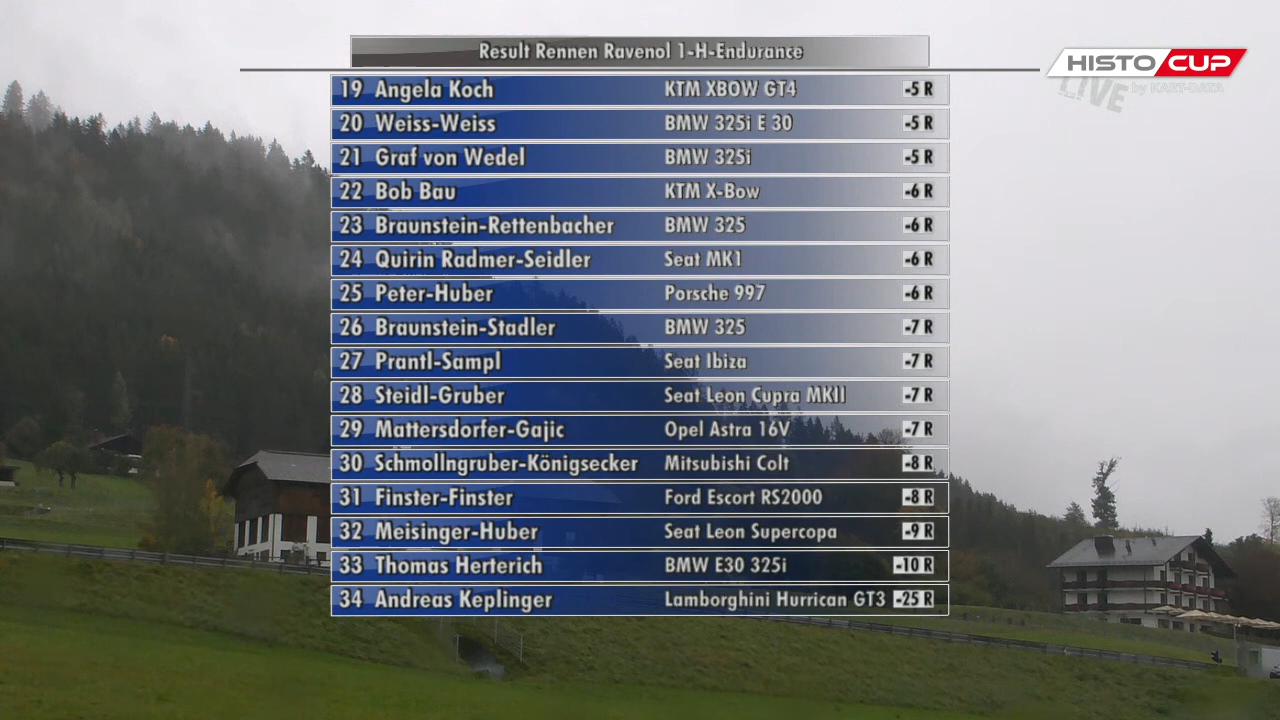 Result Rennen Ravenol 1-H-Endurance
HISTO CUP
LIVE by KART-DATA
19 Angela Koch KTM XBOW GT4 -5 R
20 Weiss-Weiss BMW 325i E 30 -5 R
21 Graf von Wedel BMW 325i -5 R
22 Bob Bau KTM X-Bow -6 R
23 Braunstein-Rettenbacher BMW 325 -6 R
24 Quirin Radmer-Seidler Seat MK1 -6 R
25 Peter-Huber Porsche 997 -6 R
26 Braunstein-Stadler BMW 325 -7 R
27 Prantl-Sampl Seat Ibiza -7 R
28 Steidl-Gruber Seat Leon Cupra MKII -7 R
29 Mattersdorfer-Gajic Opel Astra 16V -7 R
30 Schmollngruber-Königsecker Mitsubishi Colt -8 R
31 Finster-Finster Ford Escort RS2000 -8 R
32 Meisinger-Huber Seat Leon Supercopa -9 R
33 Thomas Herterich BMW E30 325i -10 R
34 Andreas Keplinger Lamborghini Hurrican GT3 -25 R